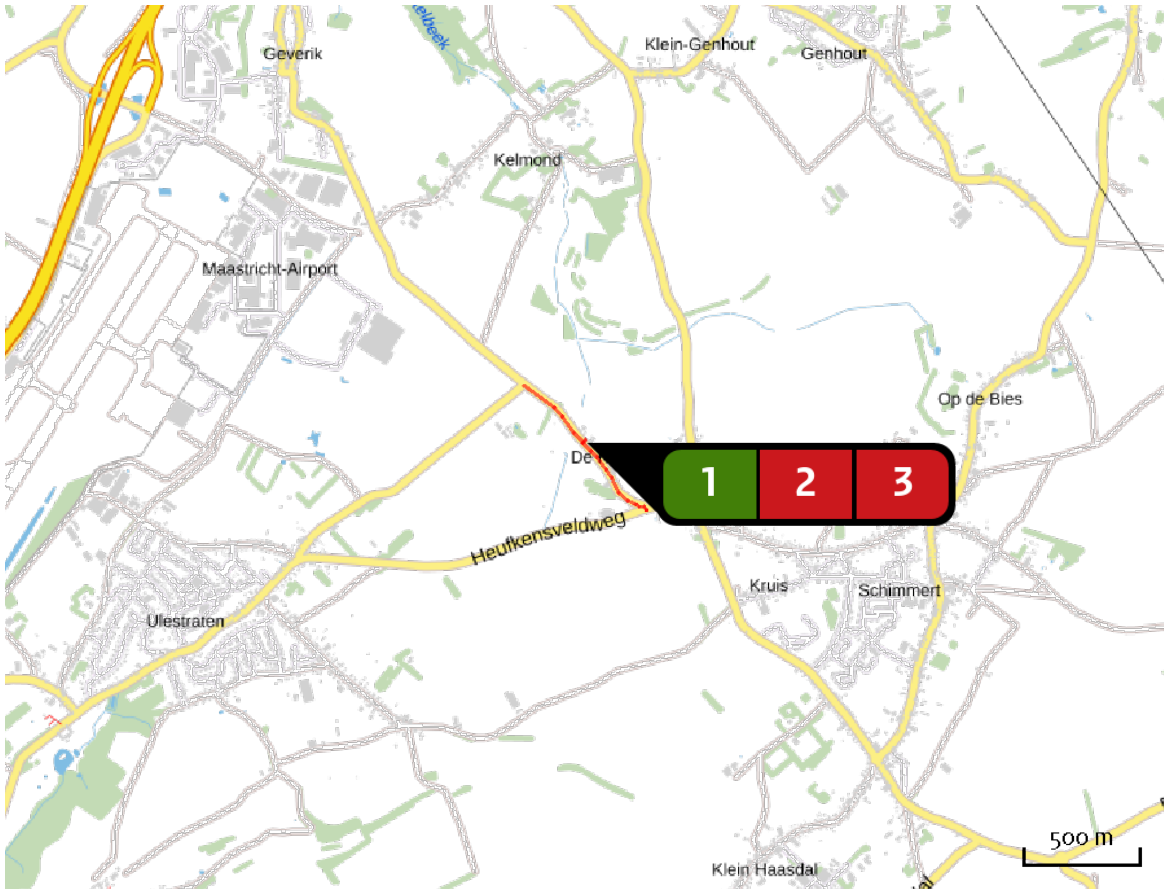 Klein-Genhout
Geverik
Genhout
Kelmond
Maastricht-Airport
Op de Bies
De
1 2 3
Heufkensveldweg
Kruis
Schimmert
Ulestraten
500 m
Klein Haasdal